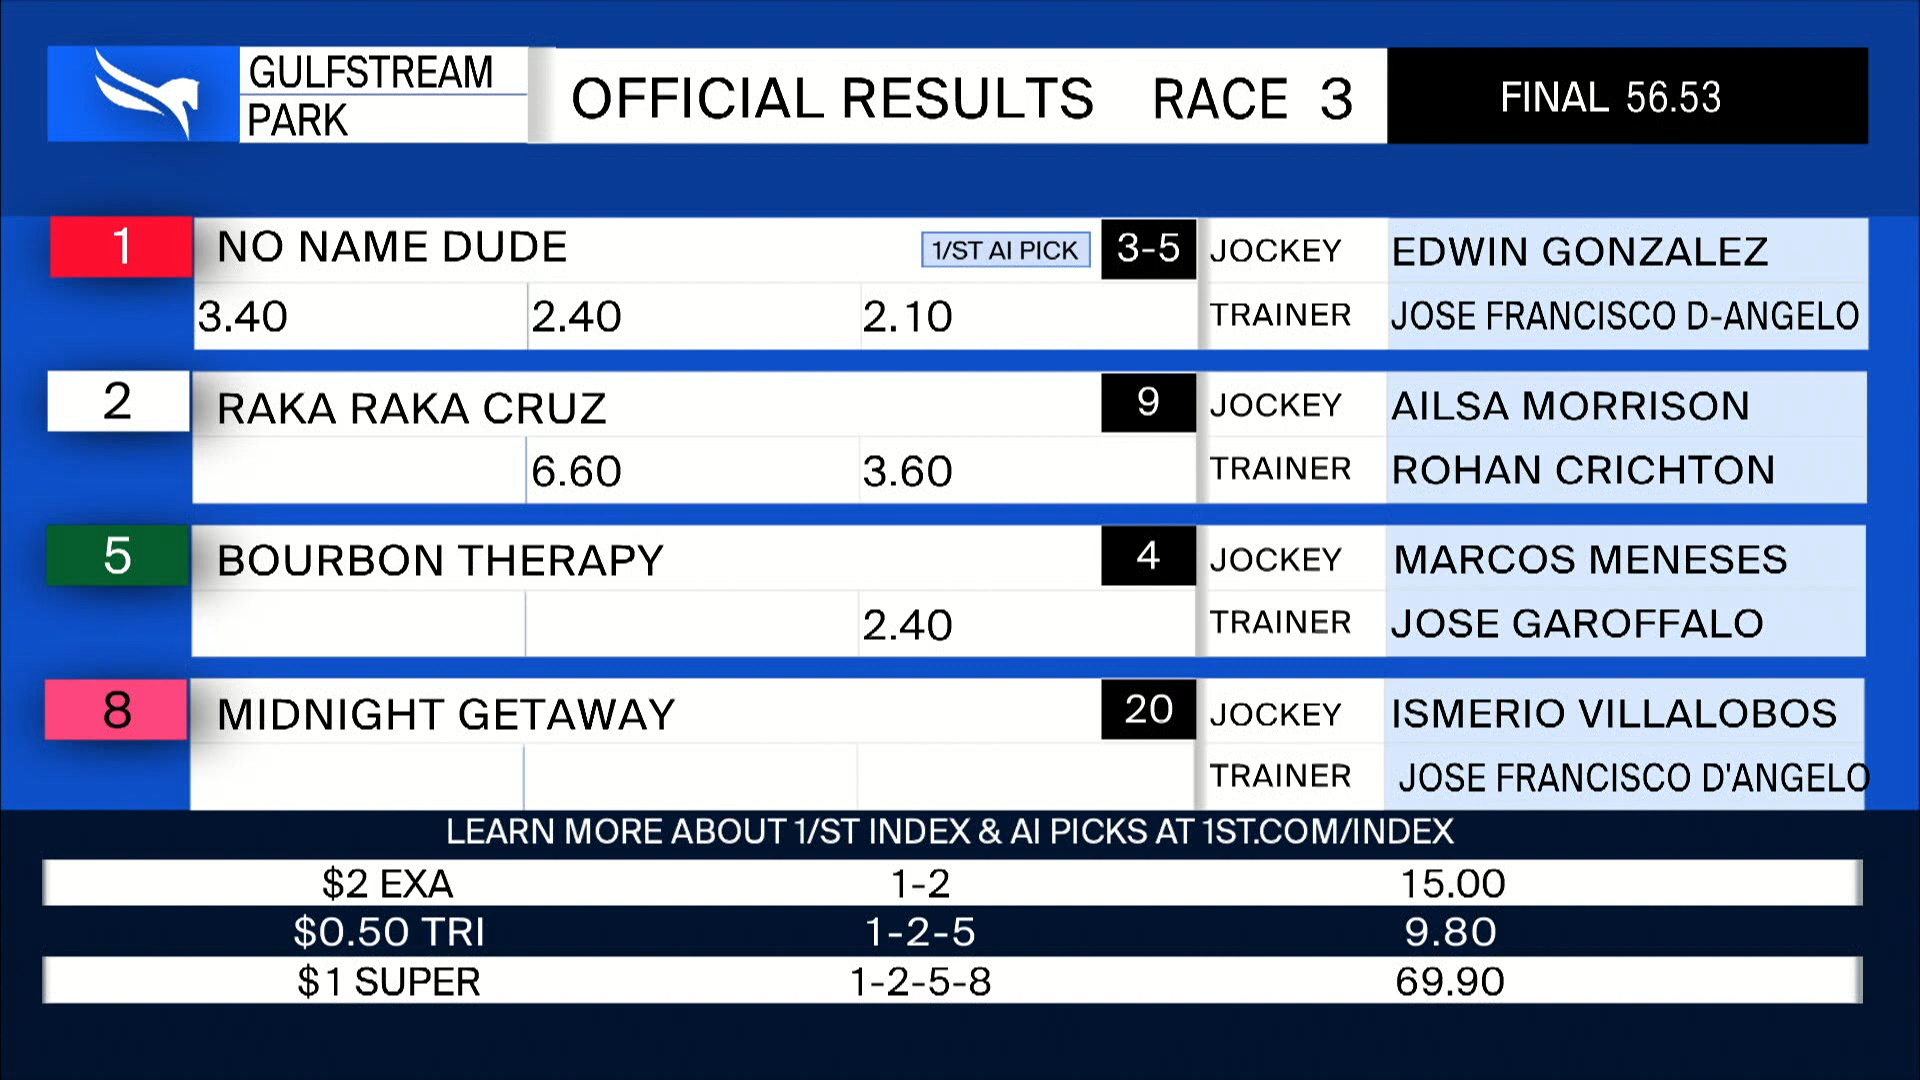 GULFSTREAM
PARK
OFFICIAL RESULTS RACE 3
FINAL 56.53
1 NO NAME DUDE 1/ST AI PICK 3-5 JOCKEY EDWIN GONZALEZ
3.40 2.40 2.10 TRAINER JOSE FRANCISCO D-ANGELO
2 RAKA RAKA CRUZ 9 JOCKEY AILSA MORRISON
6.60 3.60 TRAINER ROHAN CRICHTON
5 BOURBON THERAPY 4 JOCKEY MARCOS MENESES
2.40 TRAINER JOSE GAROFFALO
8 MIDNIGHT GETAWAY 20 JOCKEY ISMERIO VILLALOBOS
TRAINER JOSE FRANCISCO D'ANGELO
LEARN MORE ABOUT 1/ST INDEX & AI PICKS AT 1ST.COM/INDEX
$2 EXA 1-2 15.00
$0.50 TRI 1-2-5 9.80
$1 SUPER 1-2-5-8 69.90